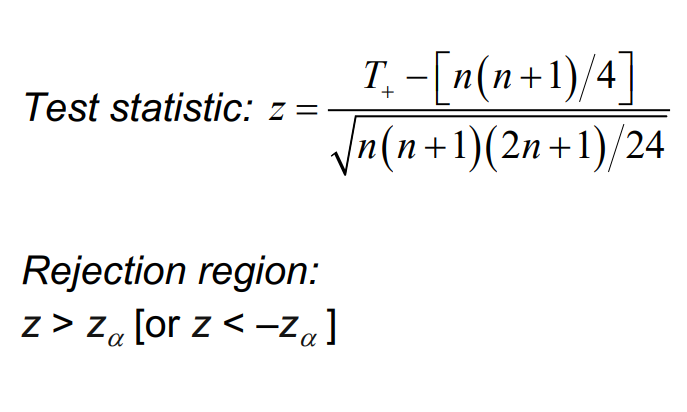 Test statistic: z = T₊ − [n(n + 1)/4] / √n(n + 1)(2n + 1)/24
Rejection region:
z > zα [or z < –zα ]